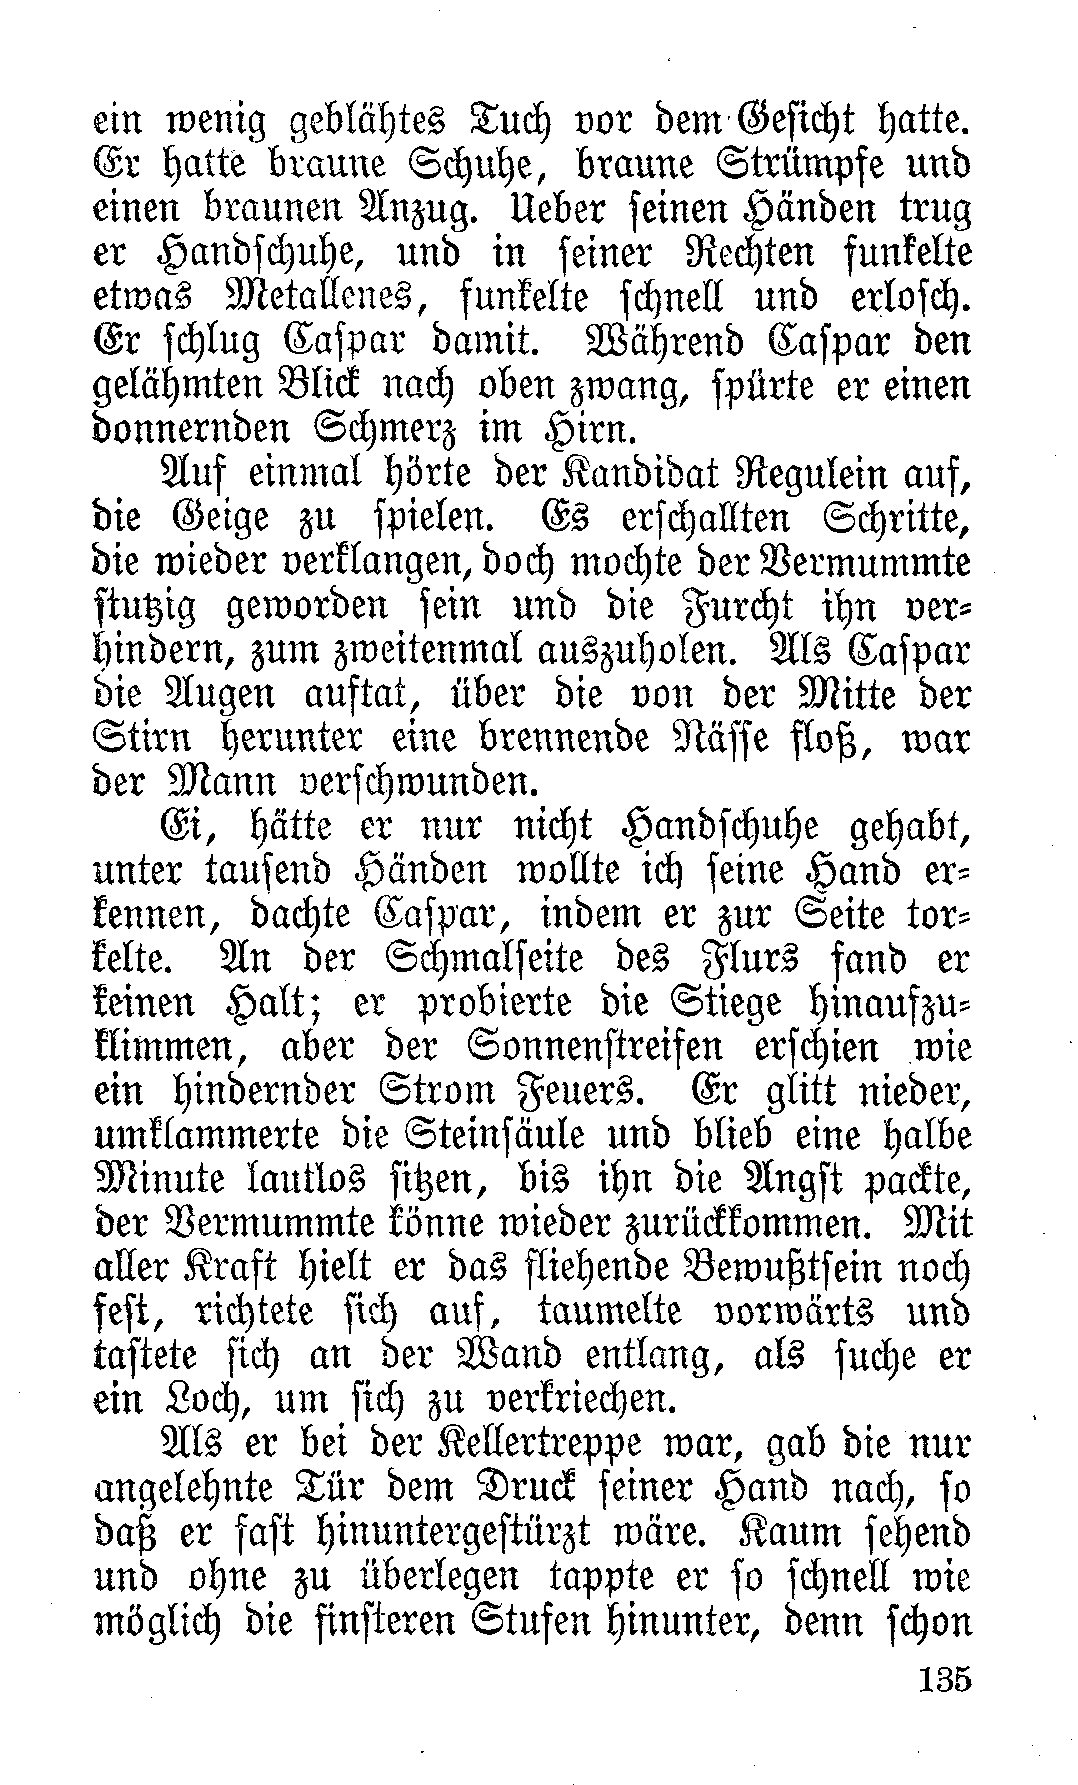 ein wenig geblähtes Tuch vor dem Gesicht hatte.
Er hatte braune Schuhe, braune Strümpfe und
einen braunen Anzug. Ueber seinen Händen trug
er Handschuhe, und in seiner Rechten funkelte
etwas Metallenes, funkelte schnell und erlosch.
Er schlug Caspar damit. Während Caspar den
gelähmten Blick nach oben zwang, spürte er einen
donnernden Schmerz im Hirn.
Auf einmal hörte der Kandidat Regulein auf,
die Geige zu spielen. Es erschallten Schritte,
die wieder verklangen, doch mochte der Vermummte
stutzig geworden sein und die Furcht ihn ver-
hindern, zum zweitenmal auszuholen. Als Caspar
die Augen auftat, über die von der Mitte der
Stirn herunter eine brennende Nässe floß, war
der Mann verschwunden.
Ei, hätte er nur nicht Handschuhe gehabt,
unter tausend Händen wollte ich seine Hand er-
kennen, dachte Caspar, indem er zur Seite tor-
kelte. An der Schmalseite des Flurs fand er
keinen Halt; er probierte die Stiege hinaufzu-
klimmen, aber der Sonnenstreifen erschien wie
ein hindernder Strom Feuers. Er glitt nieder,
umklammerte die Steinsäule und blieb eine halbe
Minute lautlos sitzen, bis ihn die Angst packte,
der Vermummte könne wieder zurückkommen. Mit
aller Kraft hielt er das fliehende Bewußtsein noch
fest, richtete sich auf, taumelte vorwärts und
tastete sich an der Wand entlang, als suche er
ein Loch, um sich zu verkriechen.
Als er bei der Kellertreppe war, gab die nur
angelehnte Tür dem Druck seiner Hand nach, so
daß er fast hinuntergestürzt wäre. Kaum sehend
und ohne zu überlegen tappte er so schnell wie
möglich die finsteren Stufen hinunter, denn schon
135